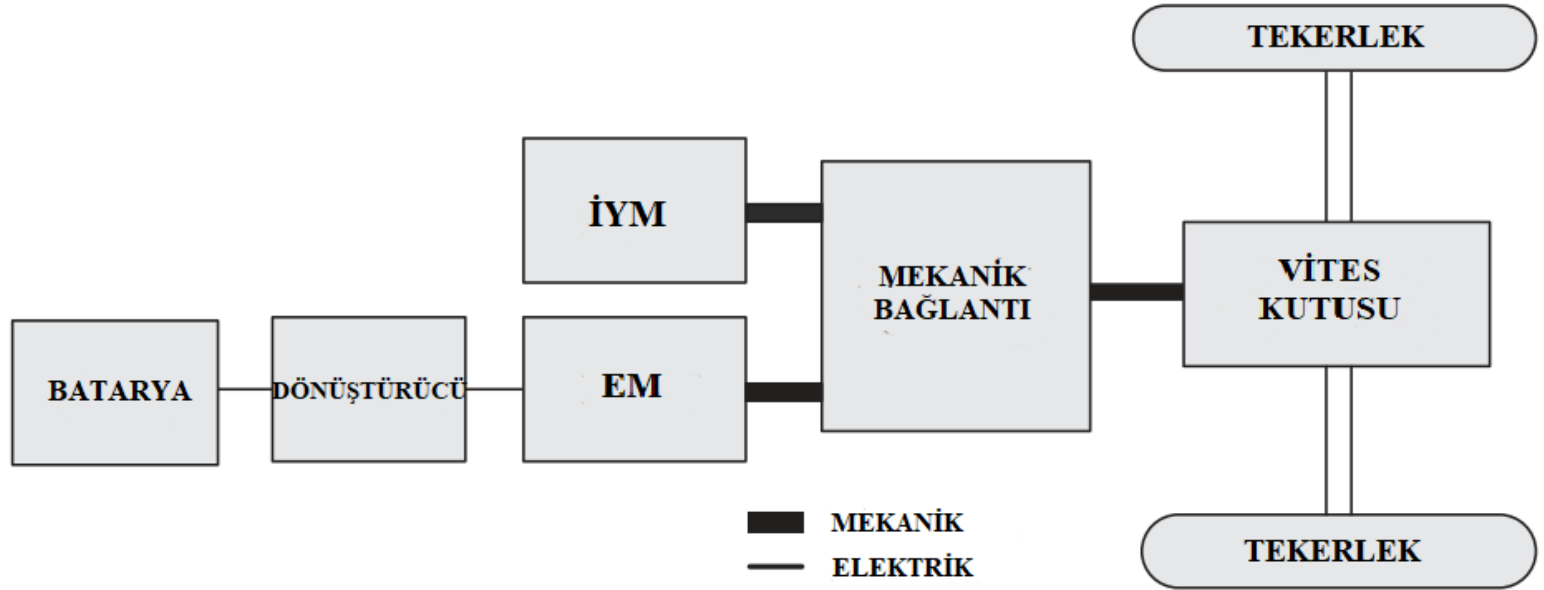 TEKERLEK
İYM
MEKANİK
BAĞLANTI
VİTES
KUTUSU
BATARYA
DÖNÜŞTÜRÜCÜ
EM
MEKANİK
ELEKTRİK
TEKERLEK